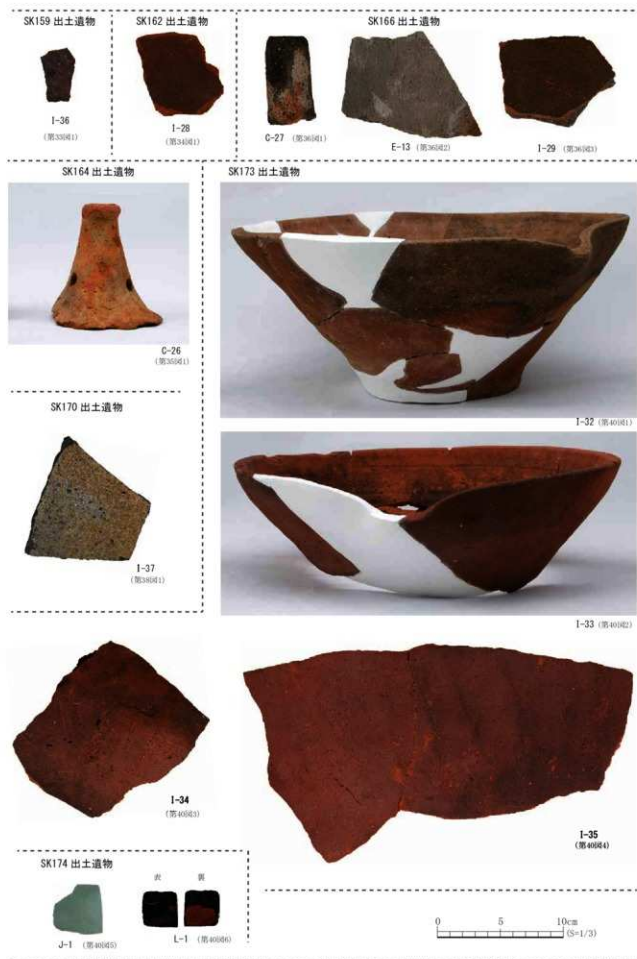 SK159 出土遺物
SK162 出土遺物
SK166 出土遺物
I-36
(第33図1)
I-28
(第34図1)
C-27 (第36図1)
E-13 (第36図2)
I-29 (第36図3)
SK164 出土遺物
SK173 出土遺物
C-26
(第35図1)
I-32 (第40図1)
SK170 出土遺物
I-37
(第38図1)
I-33 (第40図2)
I-34
(第40図3)
I-35
(第40図4)
SK174 出土遺物
表 裏
J-1 (第40図5)
L-1 (第40図6)
0 5 10cm
(S=1/3)